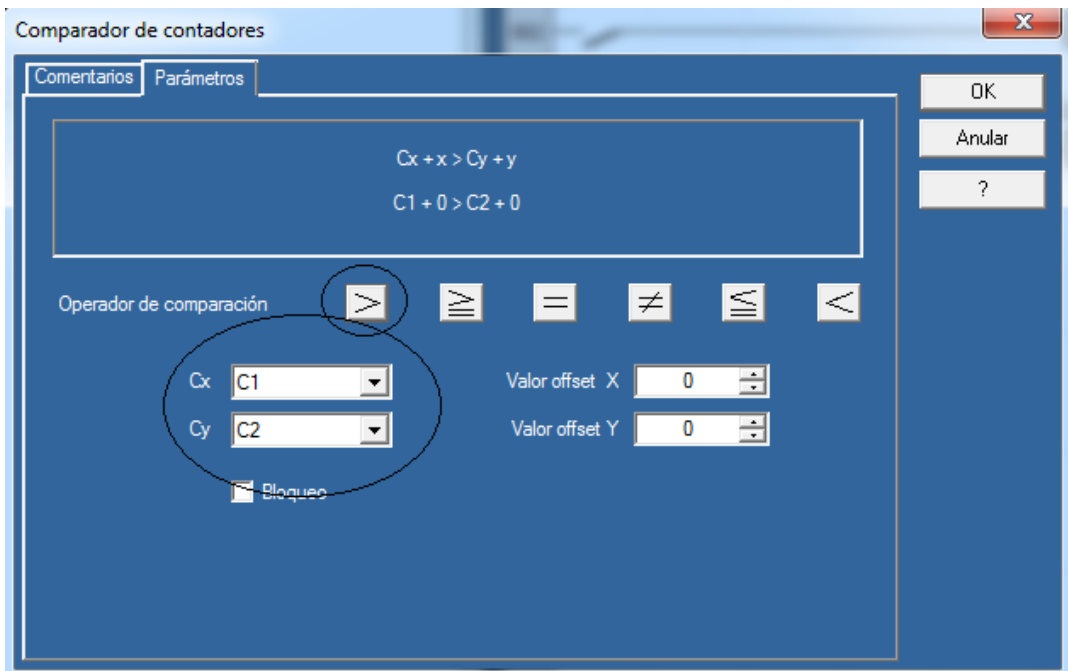 Comparador de contadores
X
Comentarios Parámetros
OK
Anular
?
Cx + x > Cy + y
C1 + 0 > C2 + 0
Operador de comparación > ≧ = ≠ ≦ <
Cx C1 Valor offset X 0
Cy C2 Valor offset Y 0
Bloqueo